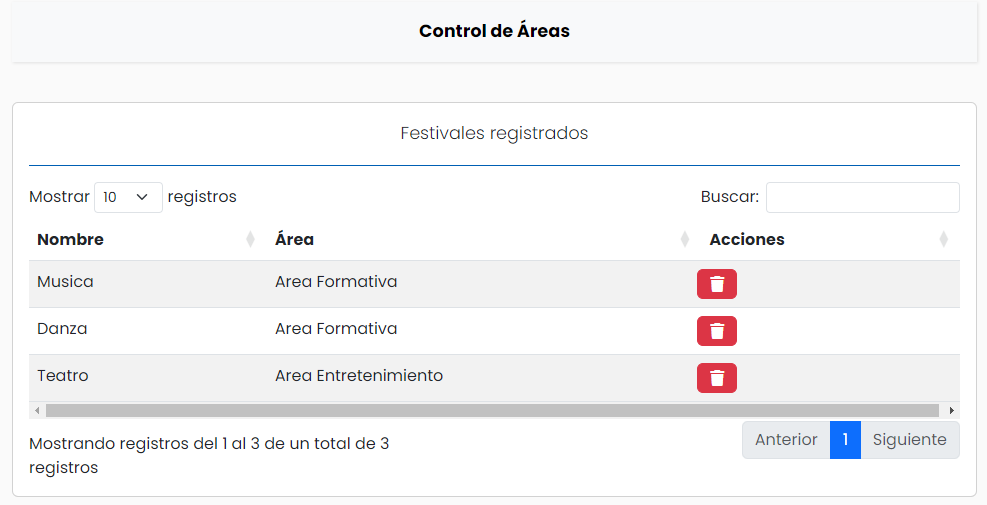 Control de Áreas
Festivales registrados
Mostrar 10 registros Buscar:
Nombre Área Acciones
Musica Area Formativa
Danza Area Formativa
Teatro Area Entretenimiento
Mostrando registros del 1 al 3 de un total de 3
registros
Anterior 1 Siguiente